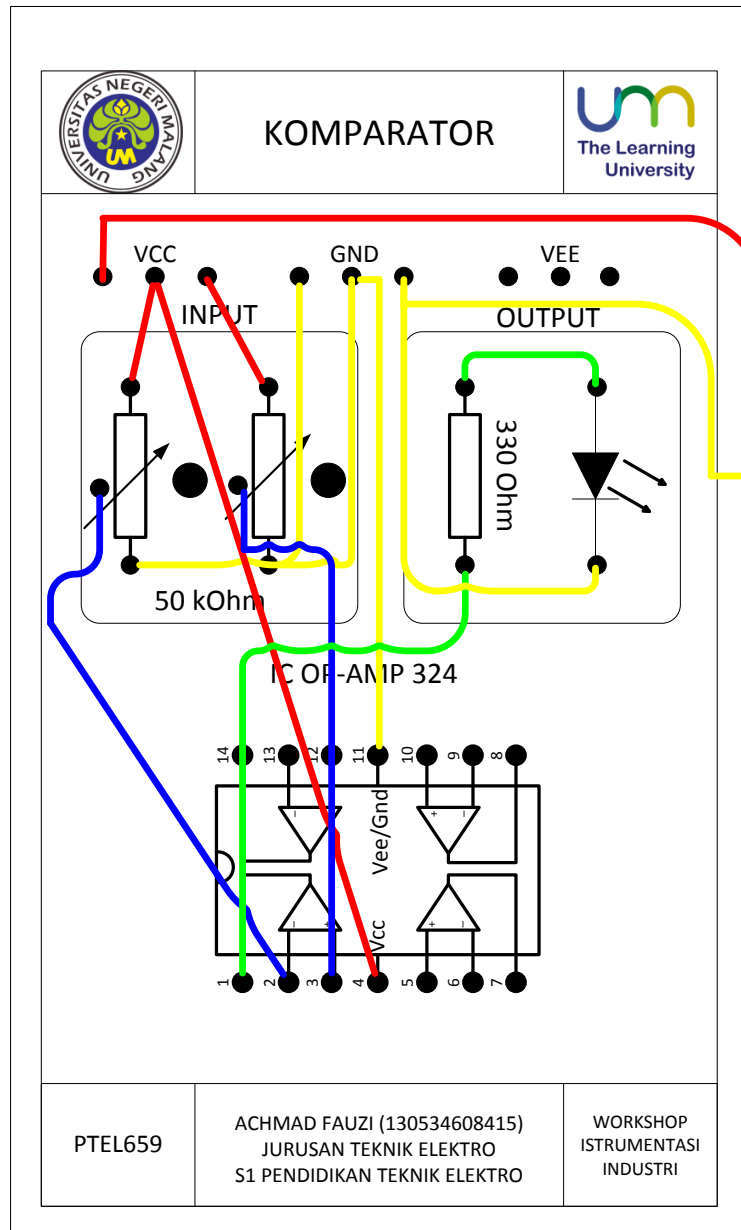 UNIVERSITAS NEGERI MALANG
UM
KOMPARATOR
um
The Learning
University
VCC
GND
VEE
INPUT
OUTPUT
330 Ohm
50 kOhm
IC OP-AMP 324
14
13
12
11
10
9
8
Vee/Gnd
+
-
+
-
Vcc
-
+
+
-
1
2
3
4
5
6
7
PTEL659
ACHMAD FAUZI (130534608415)
JURUSAN TEKNIK ELEKTRO
S1 PENDIDIKAN TEKNIK ELEKTRO
WORKSHOP
ISTRUMENTASI
INDUSTRI